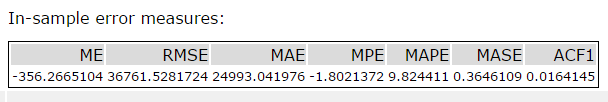 In-sample error measures:
ME RMSE MAE MPE MAPE MASE ACF1
-356.2665104 36761.5281724 24993.041976 -1.8021372 9.824411 0.3646109 0.0164145